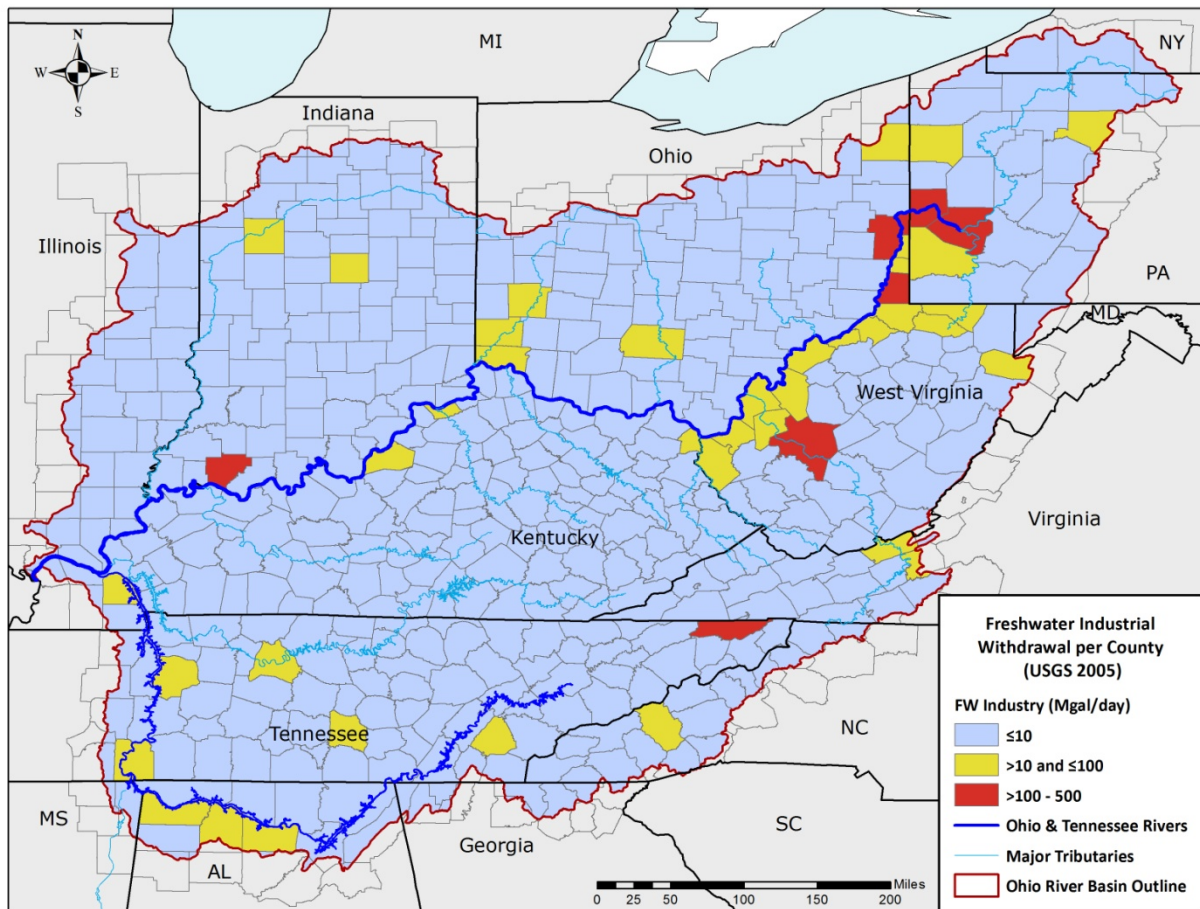 MI
NY
N
W E
S
Indiana
Ohio
Illinois
PA
MD
West Virginia
Virginia
Kentucky
Tennessee
NC
MS
AL
Georgia
SC
Miles
0 25 50 100 150 200
Freshwater Industrial
Withdrawal per County
(USGS 2005)
FW Industry (Mgal/day)
≤10
>10 and ≤100
>100 - 500
Ohio & Tennessee Rivers
Major Tributaries
Ohio River Basin Outline